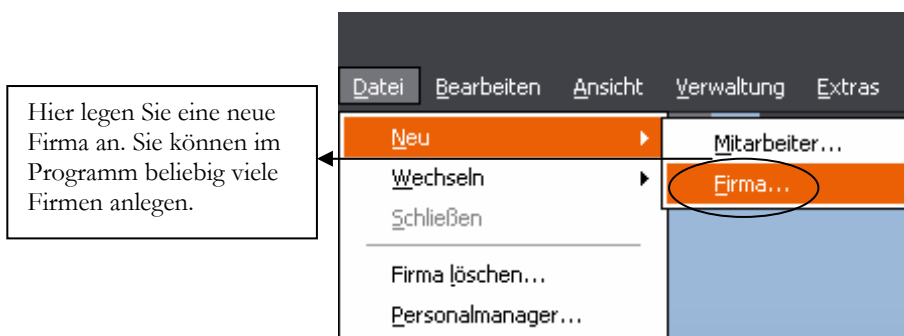 Datei Bearbeiten Ansicht Verwaltung Extras
Hier legen Sie eine neue
Firma an. Sie können im
Programm beliebig viele
Firmen anlegen.
Neu
Wechseln
Schließen
Firma löschen...
Personalmanager...
Mitarbeiter...
Firma...